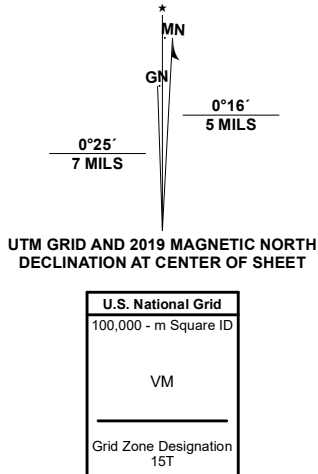 ★
MN
GN
0°16´
5 MILS
0°25´
7 MILS
UTM GRID AND 2019 MAGNETIC NORTH
DECLINATION AT CENTER OF SHEET
U.S. National Grid
100,000 - m Square ID
VM
Grid Zone Designation
15T